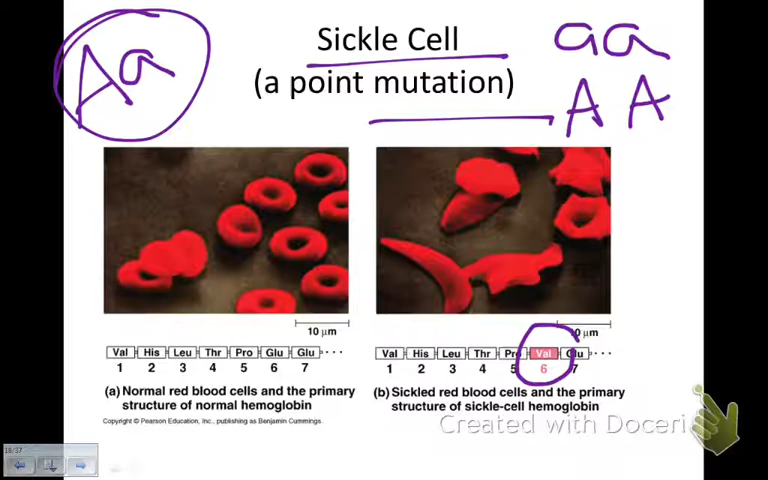 Aa
Sickle Cell
aa
(a point mutation)
AA
10 µm
10 µm
Val His Leu Thr Pro Glu Glu ····
1 2 3 4 5 6 7
Val His Leu Thr Pro Val Glu ····
1 2 3 4 5 6 7
(a) Normal red blood cells and the primary
structure of normal hemoglobin
(b) Sickled red blood cells and the primary
structure of sickle-cell hemoglobin
Copyright © Pearson Education, Inc., publishing as Benjamin Cummings.
Created with Doceri
18/37